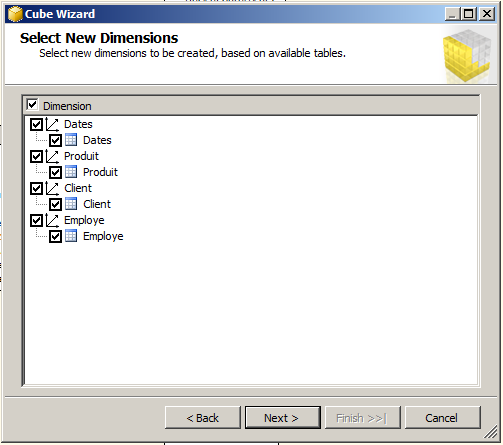 Cube Wizard
Select New Dimensions
Select new dimensions to be created, based on available tables.
Dimension
Dates
Dates
Produit
Produit
Client
Client
Employe
Employe
< Back Next > Finish >>| Cancel